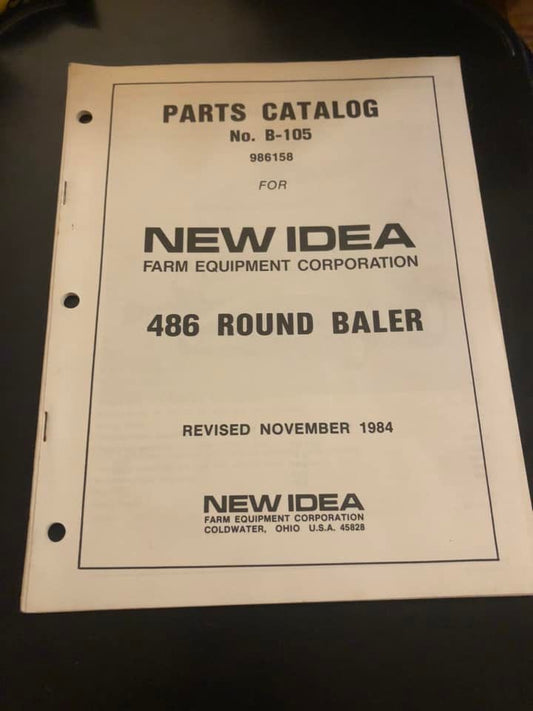 PARTS CATALOG
No. B-105
986158
FOR
NEW IDEA
FARM EQUIPMENT CORPORATION
486 ROUND BALER
REVISED NOVEMBER 1984
NEW IDEA
FARM EQUIPMENT CORPORATION
COLDWATER, OHIO U.S.A. 45828